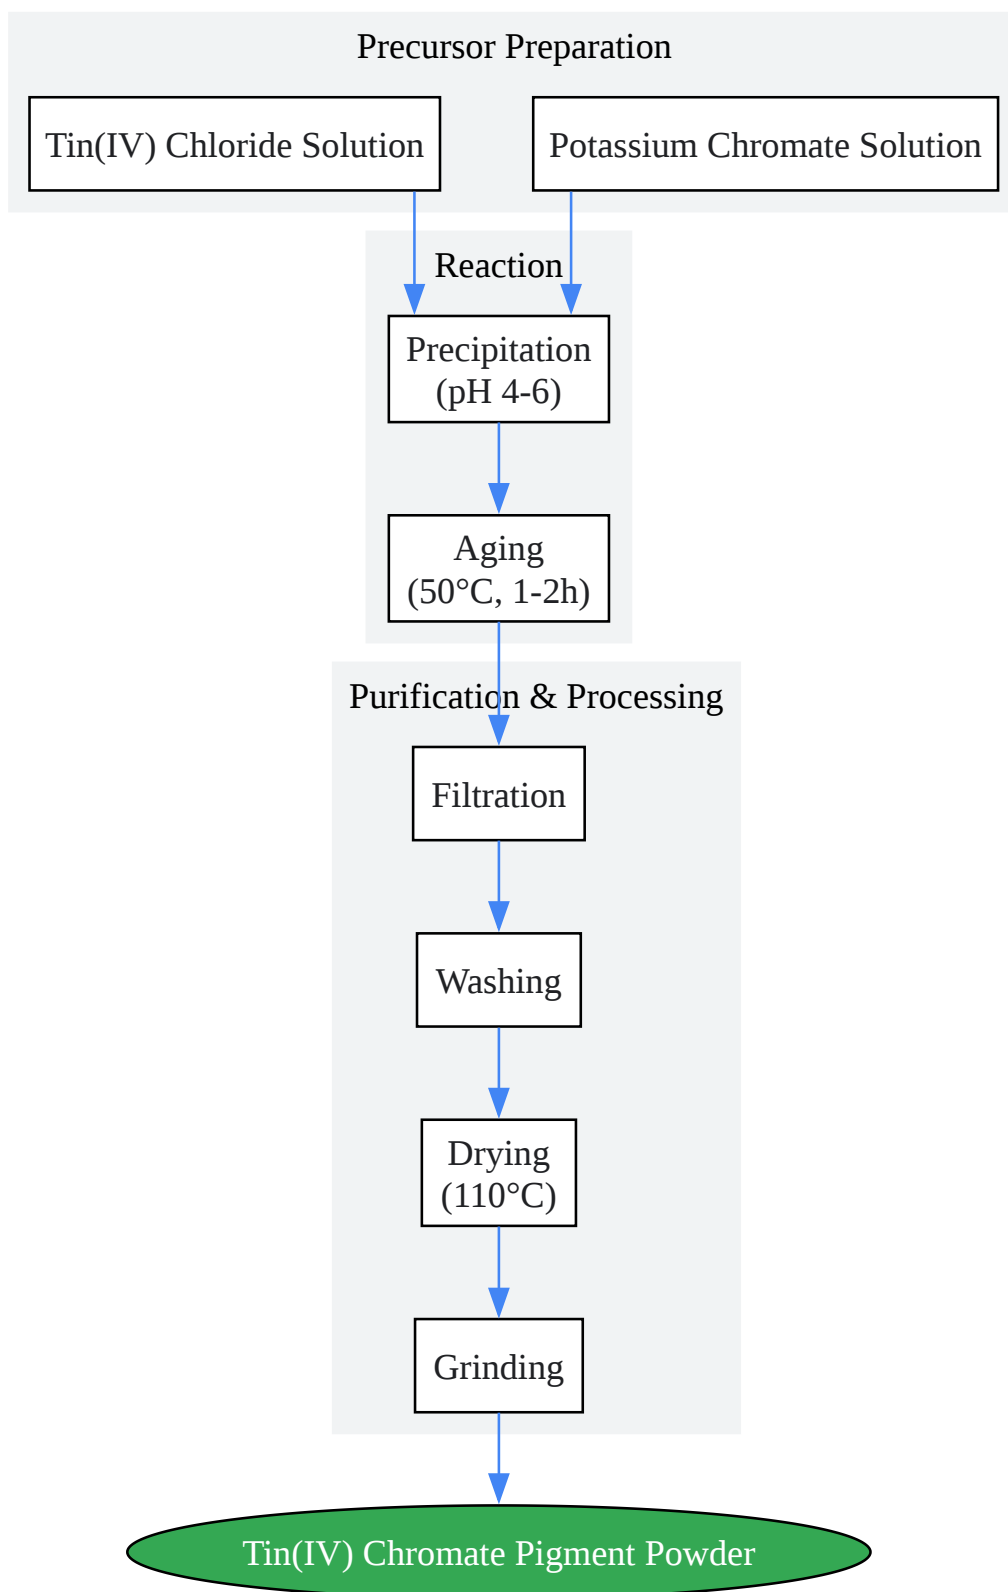 Precursor Preparation
Tin(IV) Chloride Solution
Potassium Chromate Solution
Reaction
Precipitation
(pH 4-6)
Aging
(50°C, 1-2h)
Purification & Processing
Filtration
Washing
Drying
(110°C)
Grinding
Tin(IV) Chromate Pigment Powder